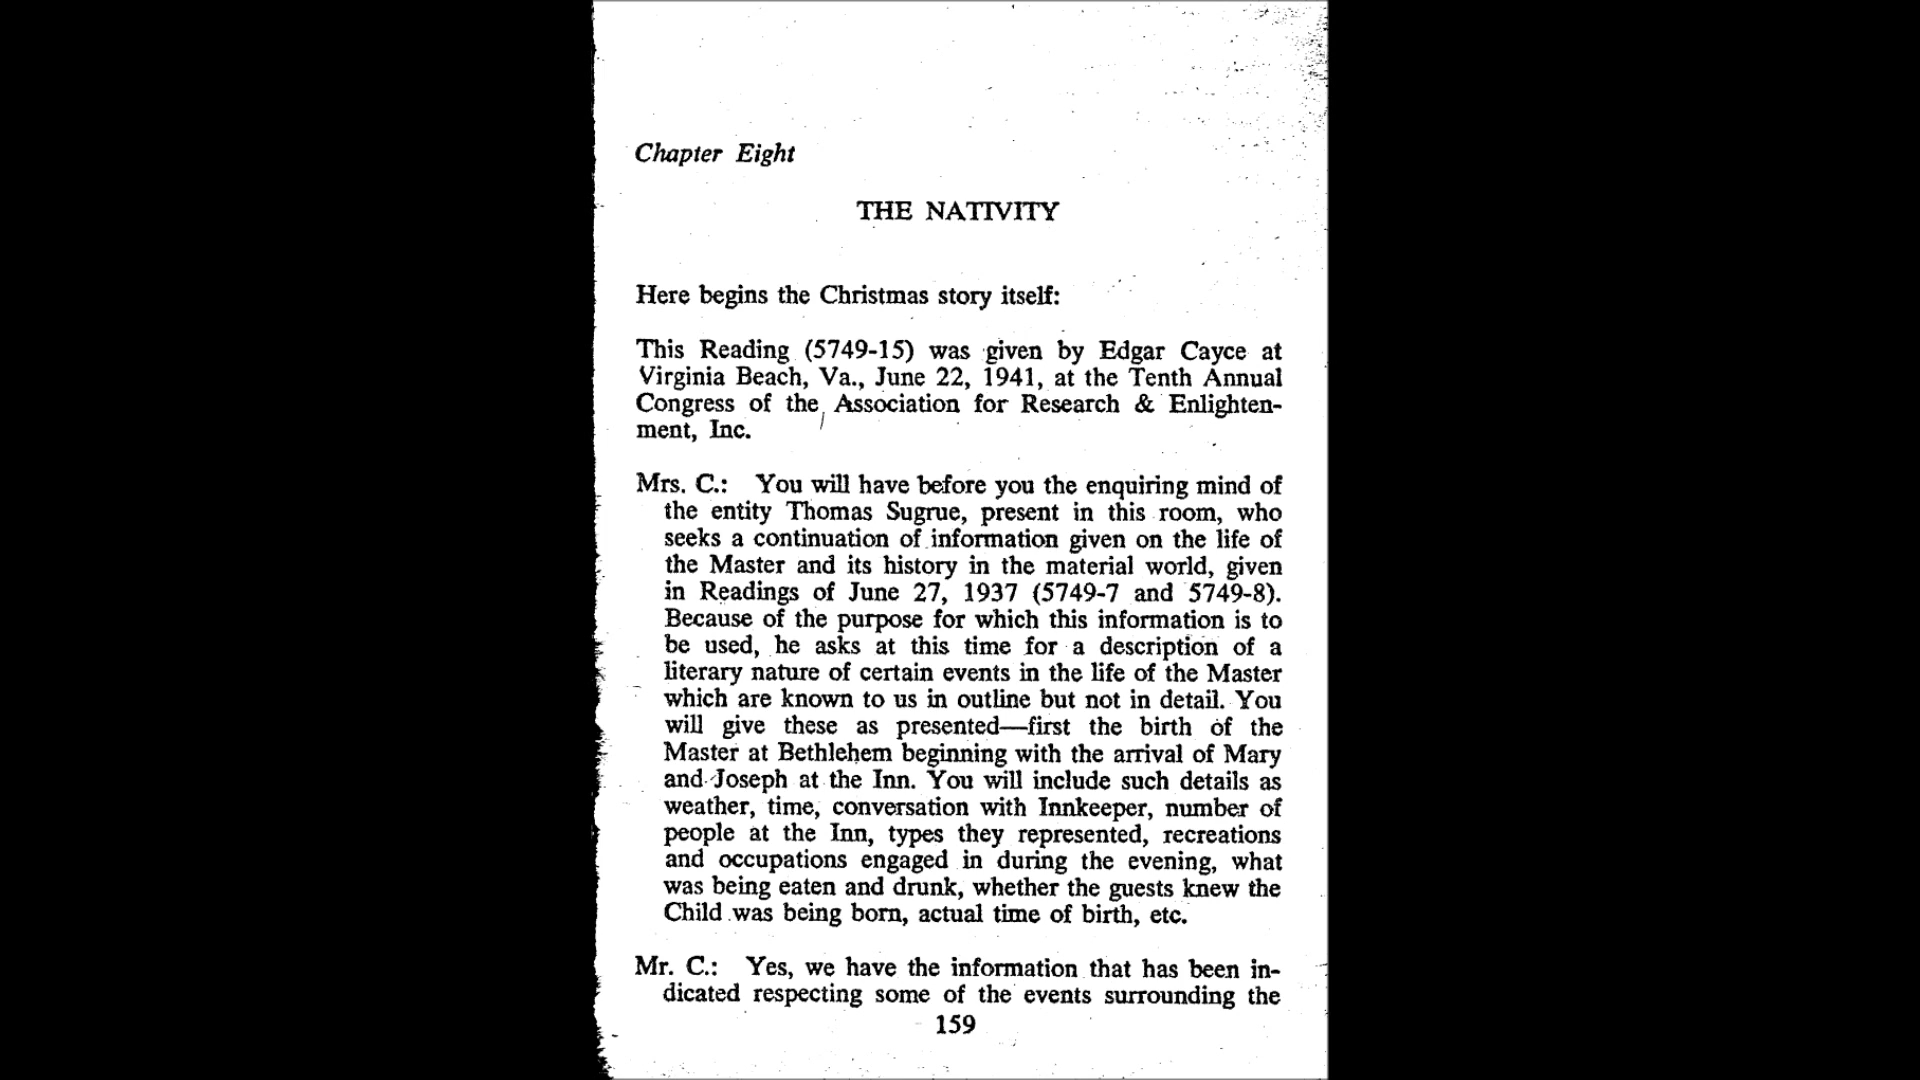 Chapter Eight
THE NATIVITY
Here begins the Christmas story itself:
This Reading (5749-15) was given by Edgar Cayce at
Virginia Beach, Va., June 22, 1941, at the Tenth Annual
Congress of the Association for Research & Enlighten-
ment, Inc.
Mrs. C.: You will have before you the enquiring mind of
the entity Thomas Sugrue, present in this room, who
seeks a continuation of information given on the life of
the Master and its history in the material world, given
in Readings of June 27, 1937 (5749-7 and 5749-8).
Because of the purpose for which this information is to
be used, he asks at this time for a description of a
literary nature of certain events in the life of the Master
which are known to us in outline but not in detail. You
will give these as presented—first the birth of the
Master at Bethlehem beginning with the arrival of Mary
and Joseph at the Inn. You will include such details as
weather, time, conversation with Innkeeper, number of
people at the Inn, types they represented, recreations
and occupations engaged in during the evening, what
was being eaten and drunk, whether the guests knew the
Child was being born, actual time of birth, etc.
Mr. C.: Yes, we have the information that has been in-
dicated respecting some of the events surrounding the
159